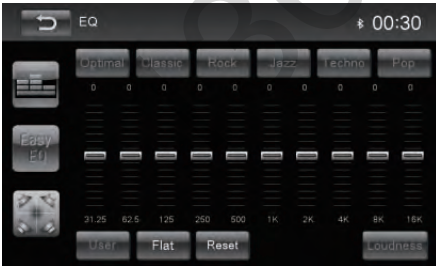 EQ 00:30
Optimal Classic Rock Jazz Techno Pop
0 0 0 0 0 0 0 0 0 0
Easy
EQ
31.25 62.5 125 250 500 1K 2K 4K 8K 16K
User Flat Reset Loudness